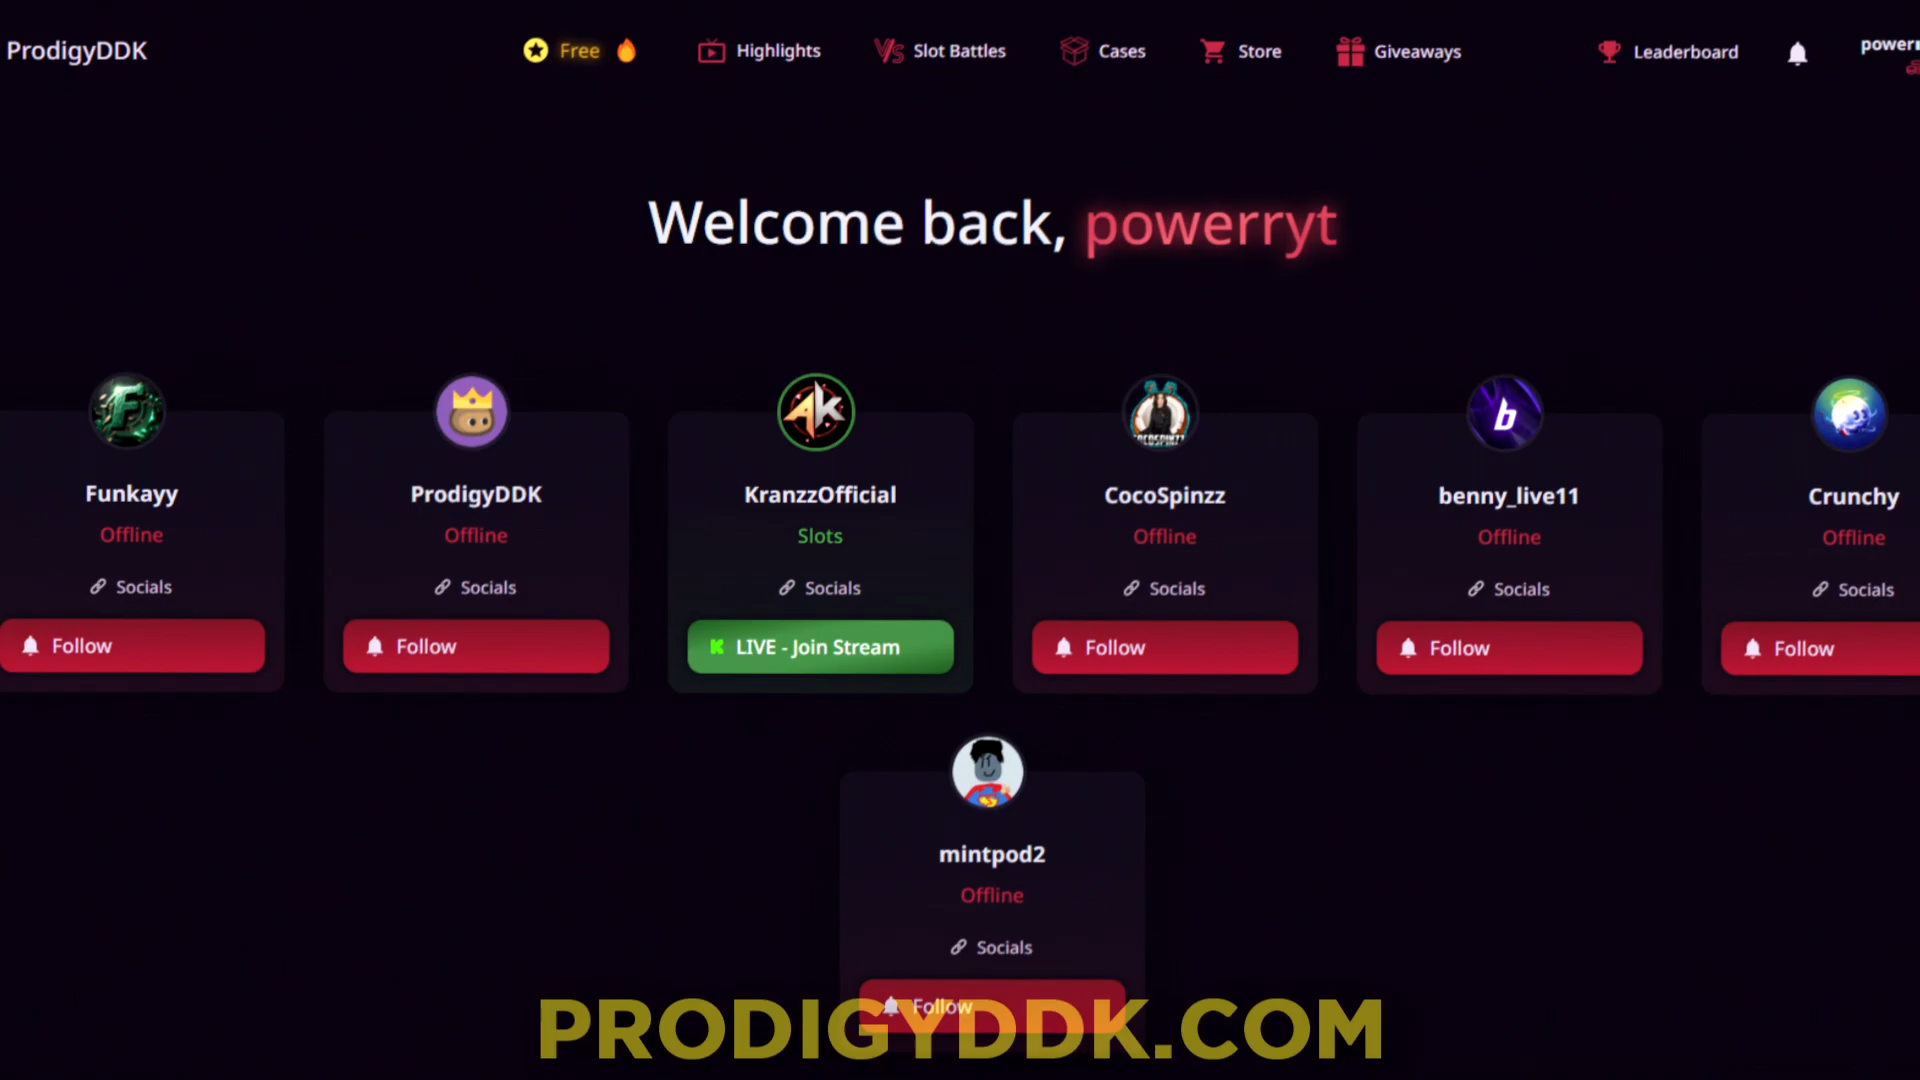 ProdigyDDK
Free
Highlights
Slot Battles
Cases
Store
Giveaways
Leaderboard
powerr
Welcome back, powerryt
Funkayy
Offline
Socials
Follow
ProdigyDDK
Offline
Socials
Follow
KranzzOfficial
Slots
Socials
LIVE - Join Stream
CocoSpinzz
Offline
Socials
Follow
benny_live11
Offline
Socials
Follow
Crunchy
Offline
Socials
Follow
mintpod2
Offline
Socials
Follow
PRODIGYDDK.COM